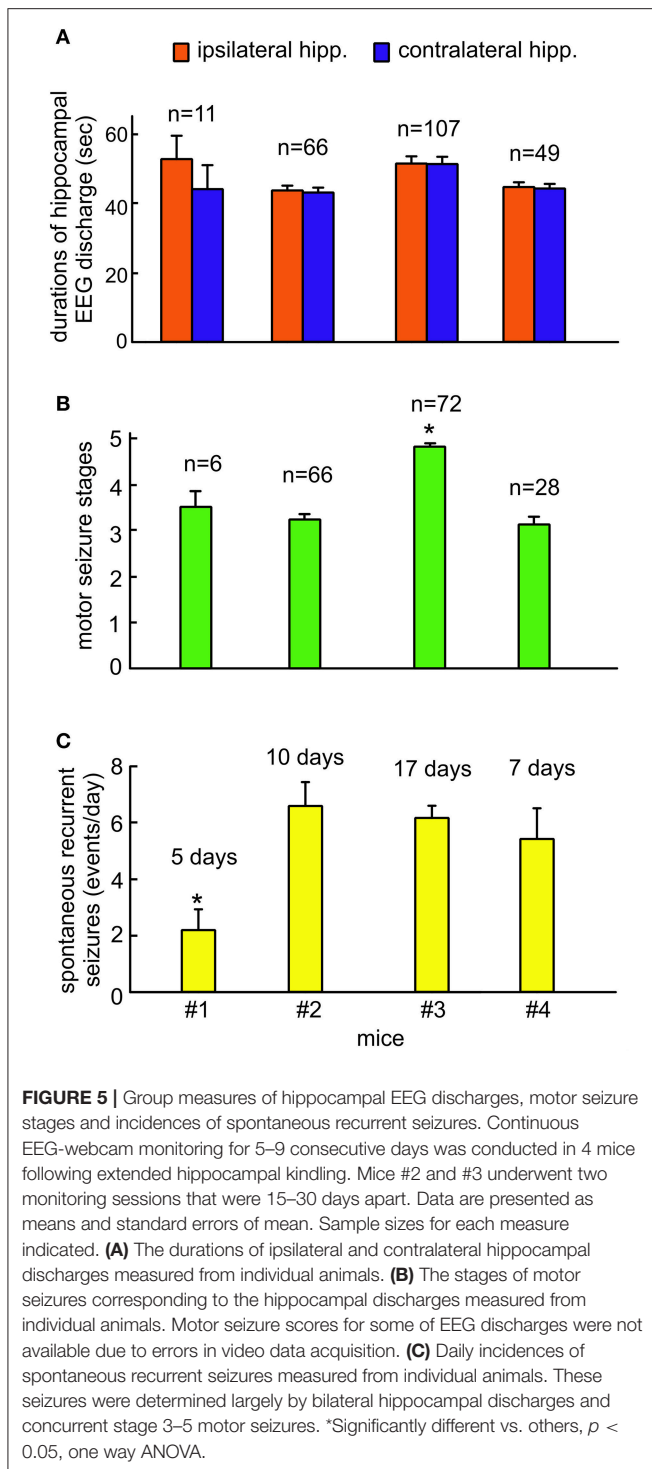 A
ipsilateral hipp. contralateral hipp.
durations of hippocampal
EEG discharge (sec)
60
40
20
0
n=11
n=66
n=107
n=49
B
motor seizure stages
5
4
3
2
1
0
n=6
n=66
n=72
*
n=28
C
spontaneous recurrent
seizures (events/day)
8
6
4
2
0
5 days
*
10 days
17 days
7 days
#1 #2 #3 #4
mice
FIGURE 5 | Group measures of hippocampal EEG discharges, motor seizure
stages and incidences of spontaneous recurrent seizures. Continuous
EEG-webcam monitoring for 5–9 consecutive days was conducted in 4 mice
following extended hippocampal kindling. Mice #2 and #3 underwent two
monitoring sessions that were 15–30 days apart. Data are presented as
means and standard errors of mean. Sample sizes for each measure
indicated. (A) The durations of ipsilateral and contralateral hippocampal
discharges measured from individual animals. (B) The stages of motor
seizures corresponding to the hippocampal discharges measured from
individual animals. Motor seizure scores for some of EEG discharges were not
available due to errors in video data acquisition. (C) Daily incidences of
spontaneous recurrent seizures measured from individual animals. These
seizures were determined largely by bilateral hippocampal discharges and
concurrent stage 3–5 motor seizures. *Significantly different vs. others, p <
0.05, one way ANOVA.